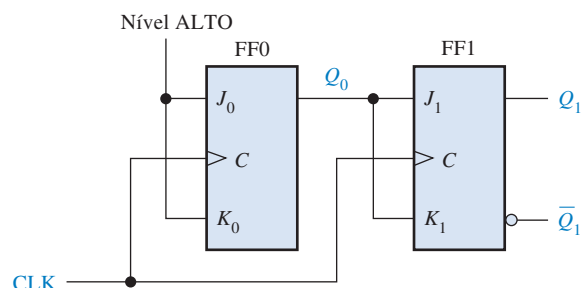 Nível ALTO
FF0
FF1
Q₀
Q₁
J₀
J₁
C
C
K₀
K₁
Q̅₁
CLK